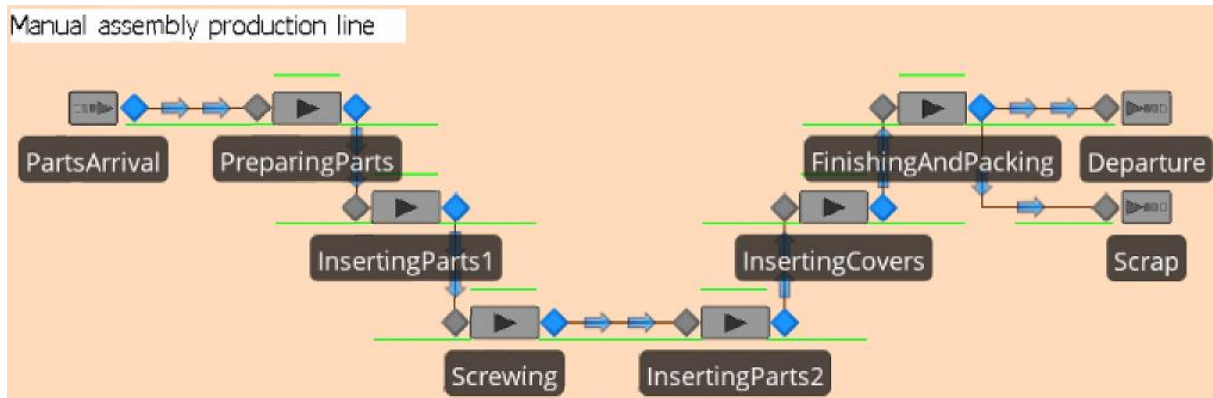 Manual assembly production line
PartsArrival
PreparingParts
FinishingAndPacking
Departure
InsertingParts1
InsertingCovers
Scrap
Screwing
InsertingParts2